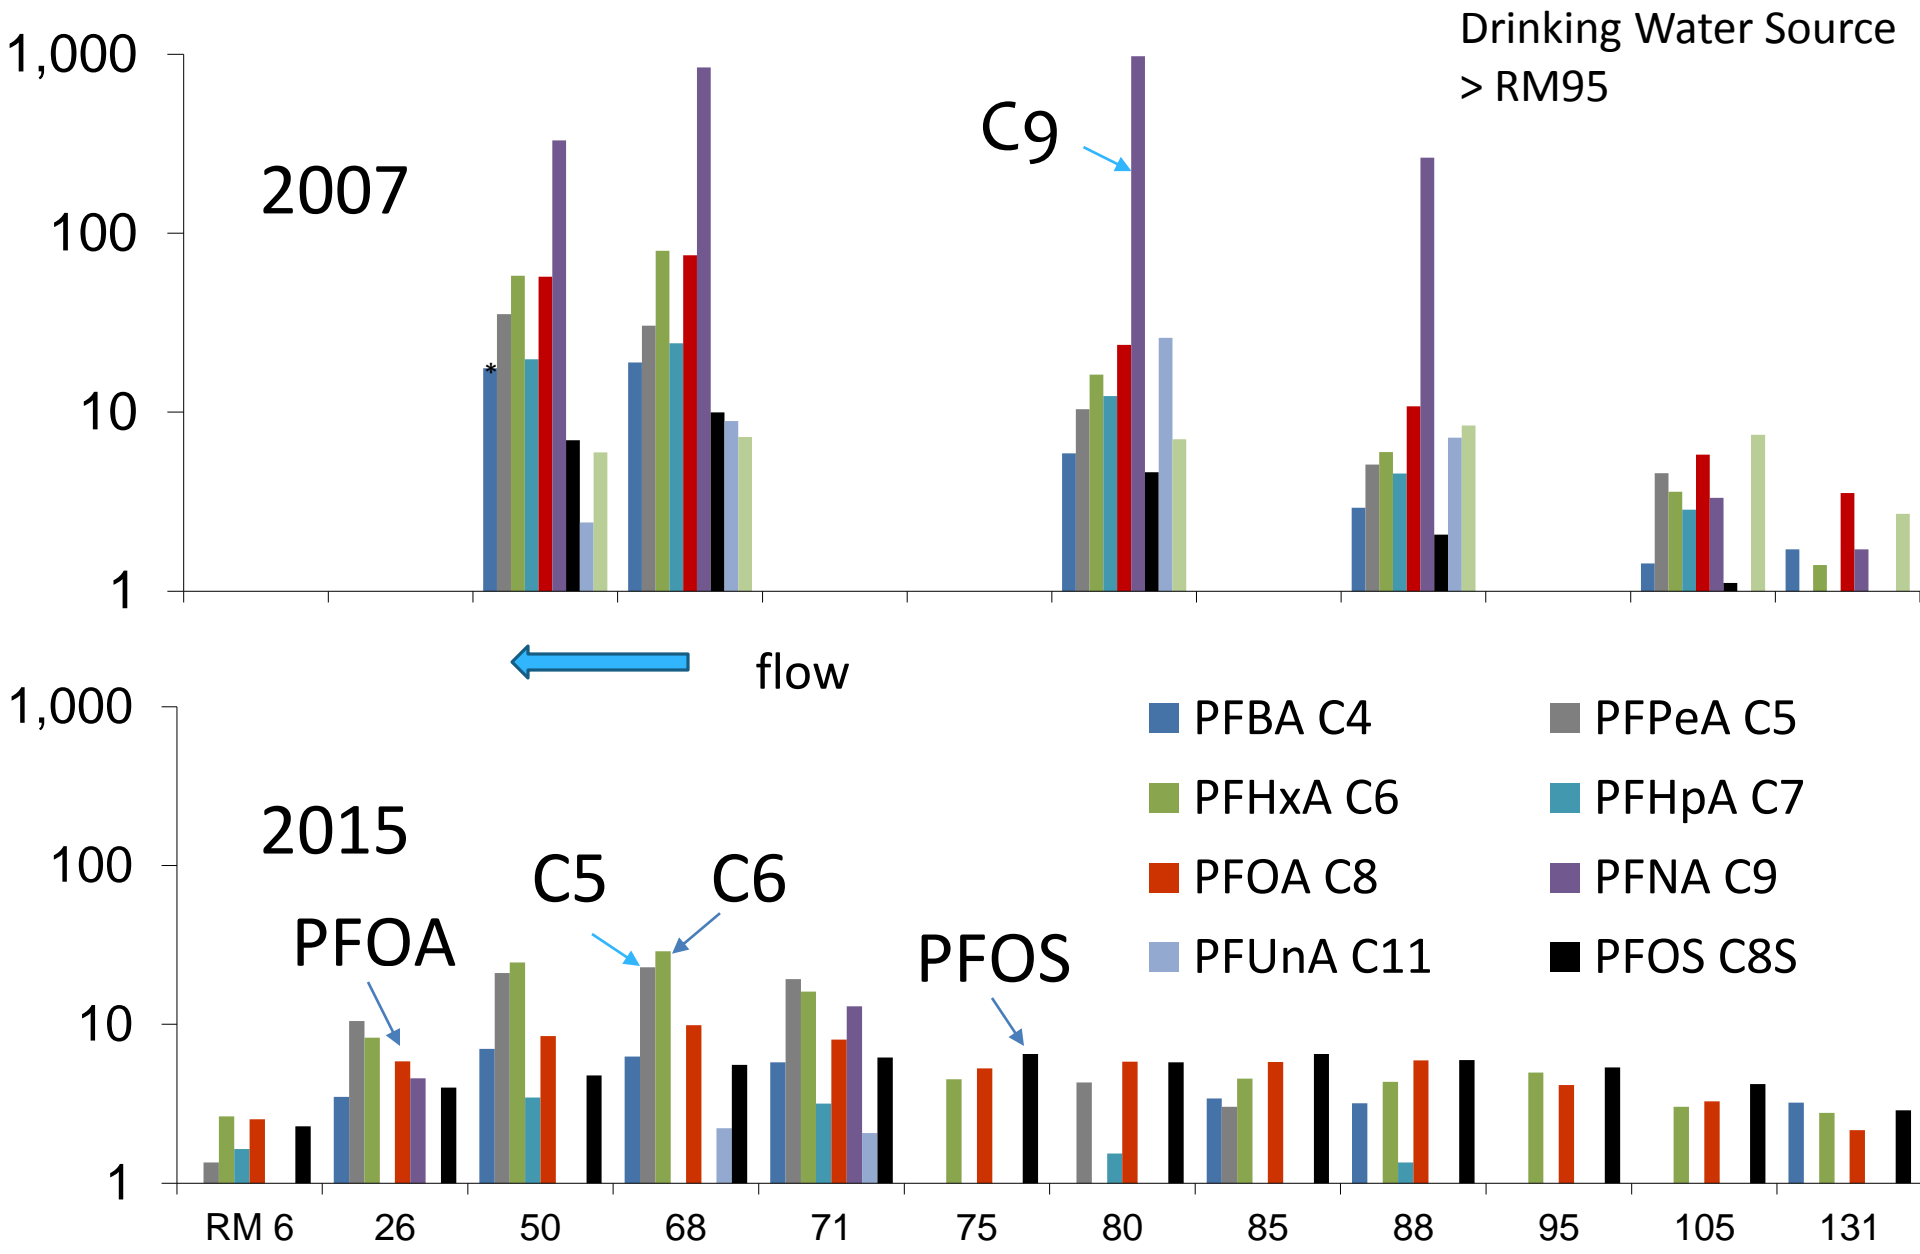 Drinking Water Source
> RM95
1,000
100
10
1
2007
C9
*
flow
1,000
100
10
1
2015
PFOA
C5
C6
PFOS
PFBA C4
PFPeA C5
PFHxA C6
PFHpA C7
PFOA C8
PFNA C9
PFUnA C11
PFOS C8S
RM 6 26 50 68 71 75 80 85 88 95 105 131